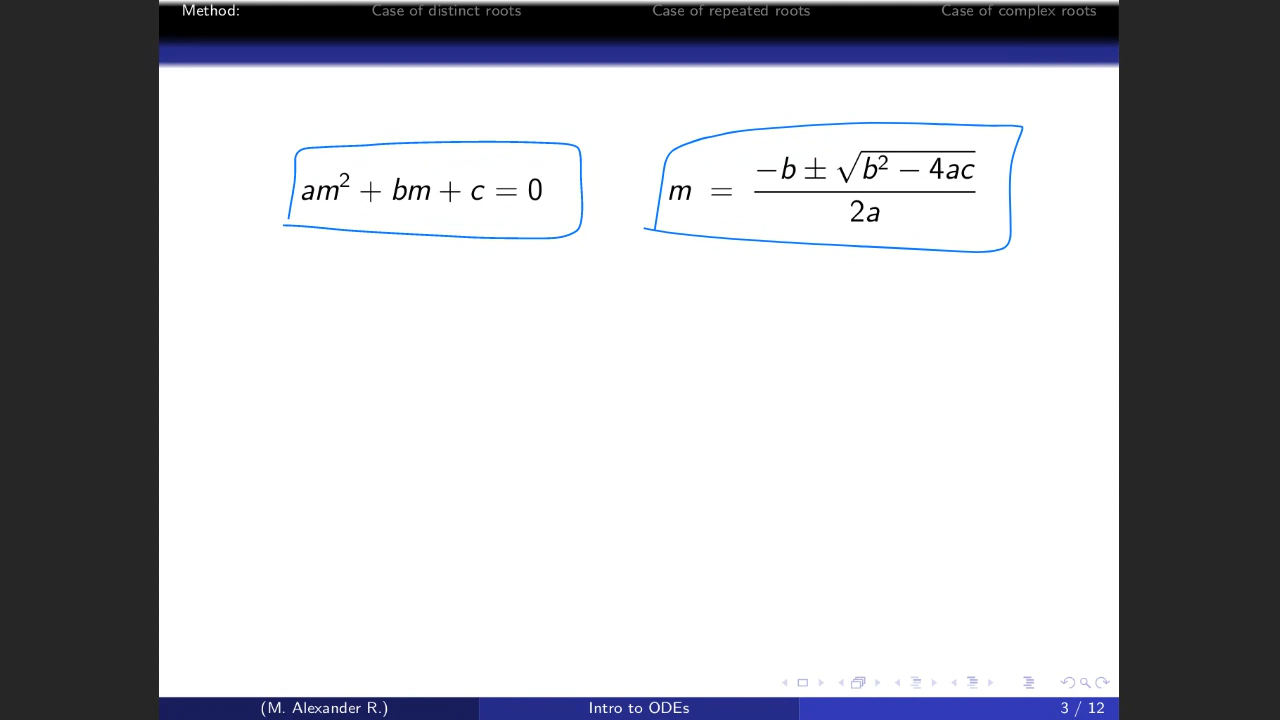 Method: Case of distinct roots Case of repeated roots Case of complex roots
am² + bm + c = 0 m = (−b ± √(b² − 4ac)) / 2a
(M. Alexander R.) Intro to ODEs 3 / 12